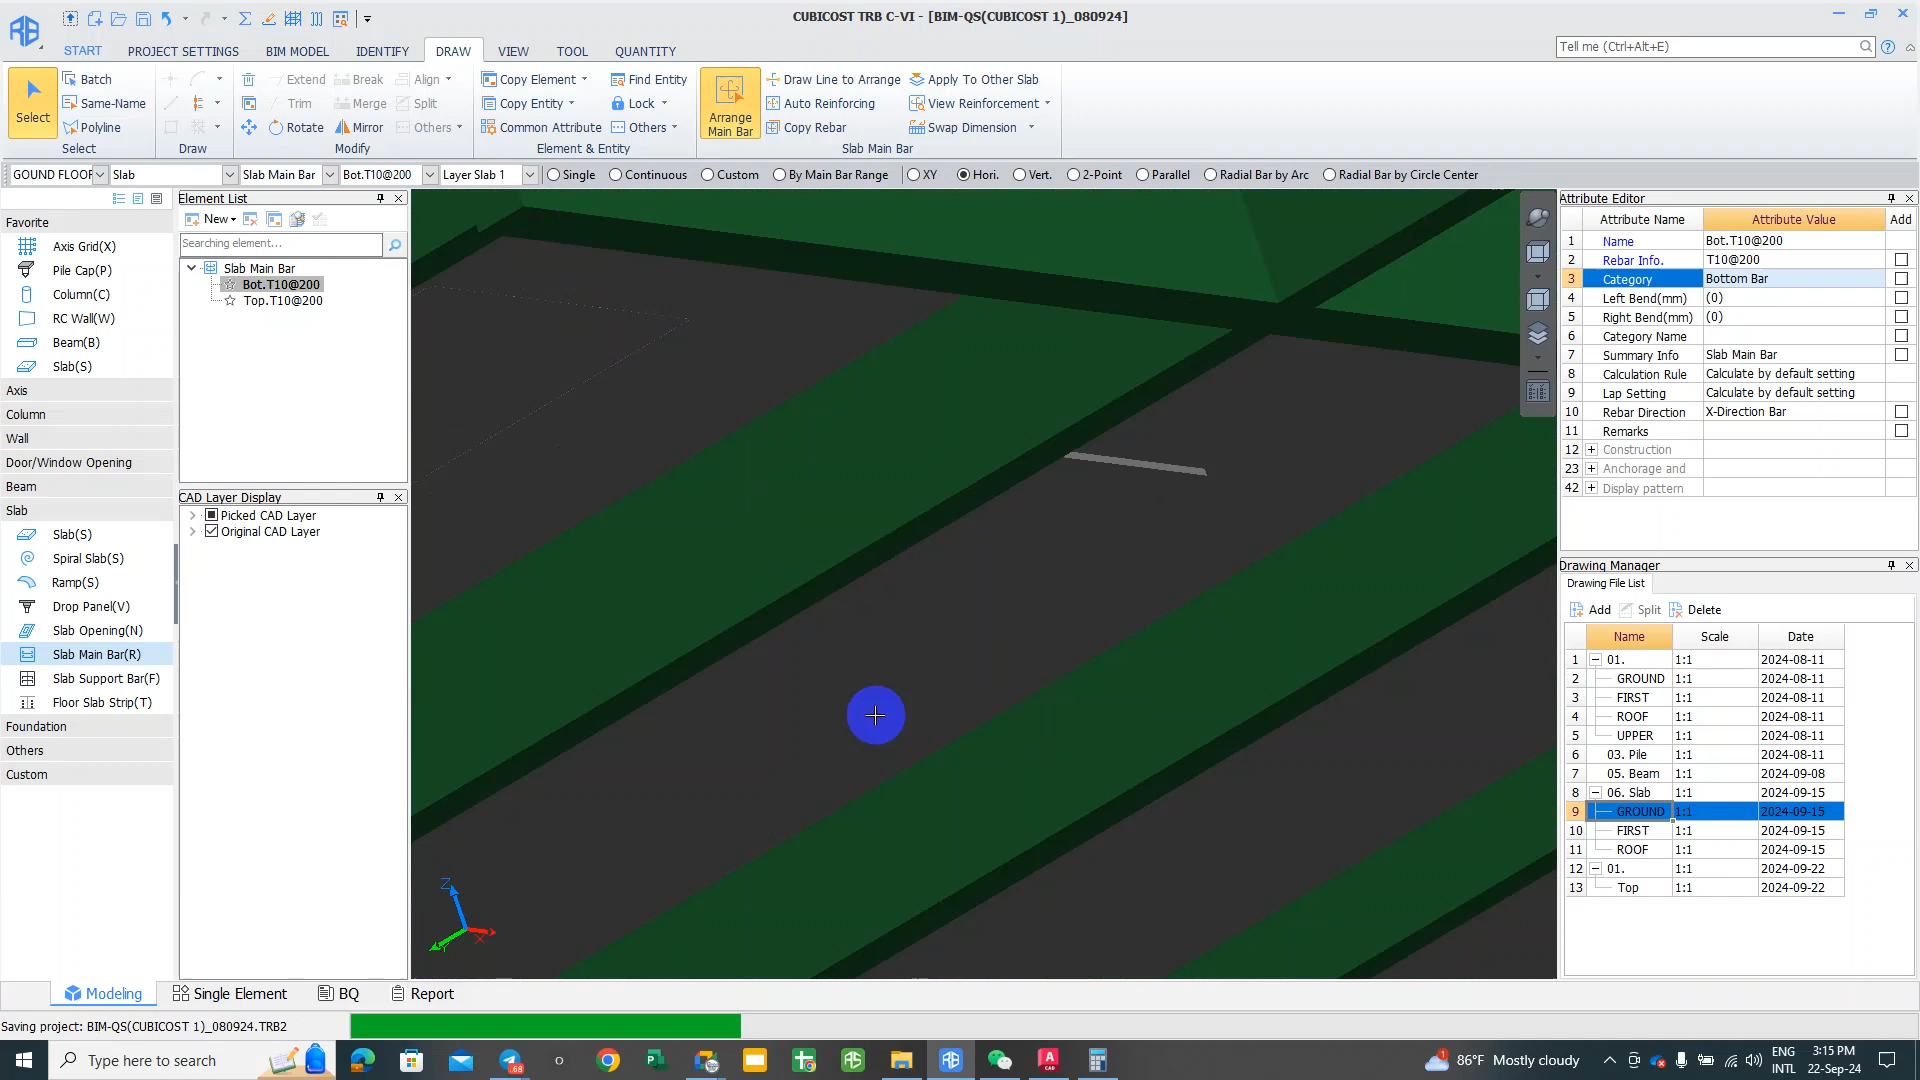 CUBICOST TRB C-VI - [BIM-QS(CUBICOST 1)_080924]
START PROJECT SETTINGS BIM MODEL IDENTIFY DRAW VIEW TOOL QUANTITY
Tell me (Ctrl+Alt+E)
Select
Batch
Same-Name
Polyline
Select
Draw
Extend Break Align
Trim Merge Split
Rotate Mirror Others
Modify
Copy Element Find Entity
Copy Entity Lock
Common Attribute Others
Element & Entity
Arrange
Main Bar
Draw Line to Arrange Apply To Other Slab
Auto Reinforcing View Reinforcement
Copy Rebar Swap Dimension
Slab Main Bar
GOUND FLOOF Slab Slab Main Bar Bot.T10@200 Layer Slab 1 Single Continuous Custom By Main Bar Range XY Hori. Vert. 2-Point Parallel Radial Bar by Arc Radial Bar by Circle Center
Favorite
Axis Grid(X)
Pile Cap(P)
Column(C)
RC Wall(W)
Beam(B)
Slab(S)
Axis
Column
Wall
Door/Window Opening
Beam
Slab
Slab(S)
Spiral Slab(S)
Ramp(S)
Drop Panel(V)
Slab Opening(N)
Slab Main Bar(R)
Slab Support Bar(F)
Floor Slab Strip(T)
Foundation
Others
Custom
Element List
New
Searching element...
Slab Main Bar
Bot.T10@200
Top.T10@200
CAD Layer Display
Picked CAD Layer
Original CAD Layer
Z
X
Y
Attribute Editor
Attribute Name Attribute Value Add
1 Name Bot.T10@200
2 Rebar Info. T10@200
3 Category Bottom Bar
4 Left Bend(mm) (0)
5 Right Bend(mm) (0)
6 Category Name
7 Summary Info Slab Main Bar
8 Calculation Rule Calculate by default setting
9 Lap Setting Calculate by default setting
10 Rebar Direction X-Direction Bar
11 Remarks
12 Construction
23 Anchorage and
42 Display pattern
Drawing Manager
Drawing File List
Add Split Delete
Name Scale Date
1 01. 1:1 2024-08-11
2 GROUND 1:1 2024-08-11
3 FIRST 1:1 2024-08-11
4 ROOF 1:1 2024-08-11
5 UPPER 1:1 2024-08-11
6 03. Pile 1:1 2024-08-11
7 05. Beam 1:1 2024-09-08
8 06. Slab 1:1 2024-09-15
9 GROUND 1:1 2024-09-15
10 FIRST 1:1 2024-09-15
11 ROOF 1:1 2024-09-15
12 01. 1:1 2024-09-22
13 Top 1:1 2024-09-22
Modeling Single Element BQ Report
Saving project: BIM-QS(CUBICOST 1)_080924.TRB2
Type here to search
86°F Mostly cloudy
ENG
INTL
3:15 PM
22-Sep-24